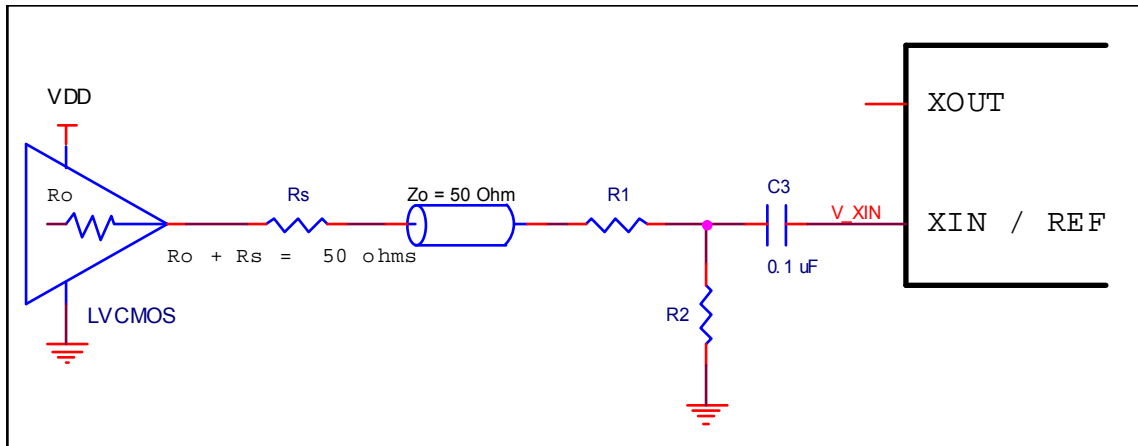 VDD
XOUT
Ro
Rs
Zo = 50 Ohm
R1
C3
V_XIN
XIN / REF
Ro + Rs = 50 ohms
0.1 uF
LVCMOS
R2